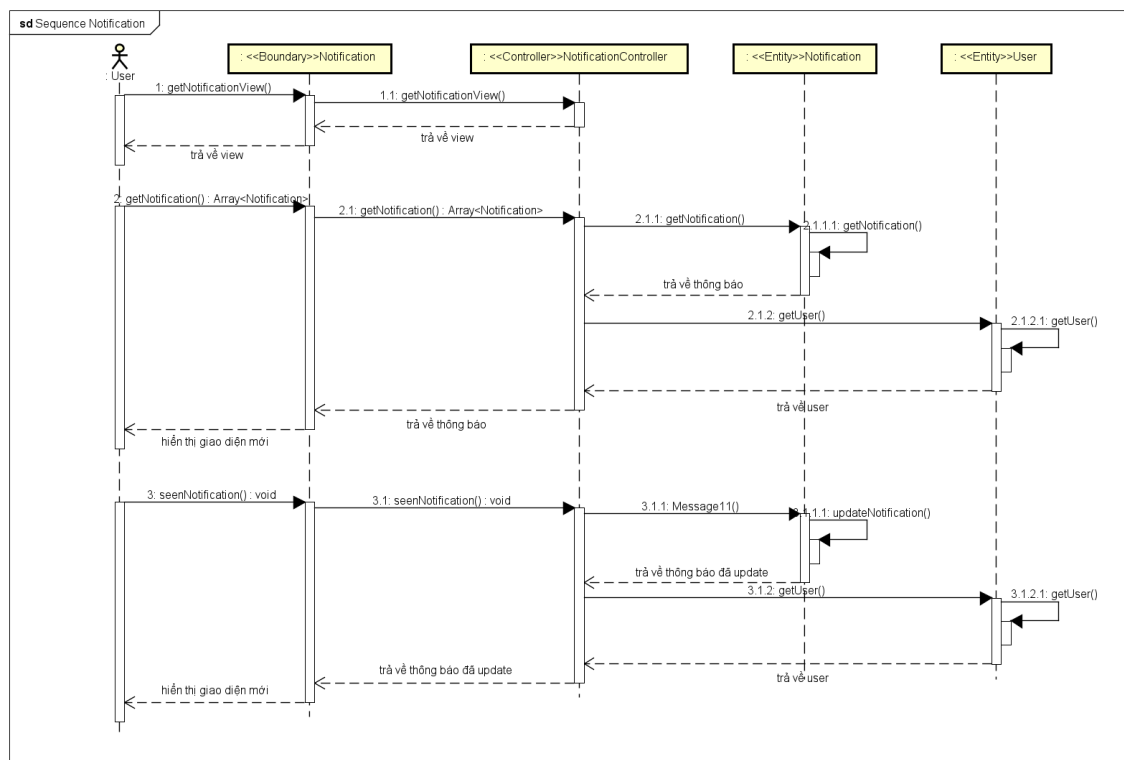 sd Sequence Notification
: User
: <<Boundary>>Notification
: <<Controller>>NotificationController
: <<Entity>>Notification
: <<Entity>>User
1: getNotificationView()
1.1: getNotificationView()
trả về view
trả về view
2: getNotification() : Array<Notification>
2.1: getNotification() : Array<Notification>
2.1.1: getNotification()
2.1.1.1: getNotification()
trả về thông báo
2.1.2: getUser()
2.1.2.1: getUser()
trả về user
trả về thông báo
hiển thị giao diện mới
3: seenNotification() : void
3.1: seenNotification() : void
3.1.1: Message11()
3.1.1.1: updateNotification()
trả về thông báo đã update
3.1.2: getUser()
3.1.2.1: getUser()
trả về user
trả về thông báo đã update
hiển thị giao diện mới